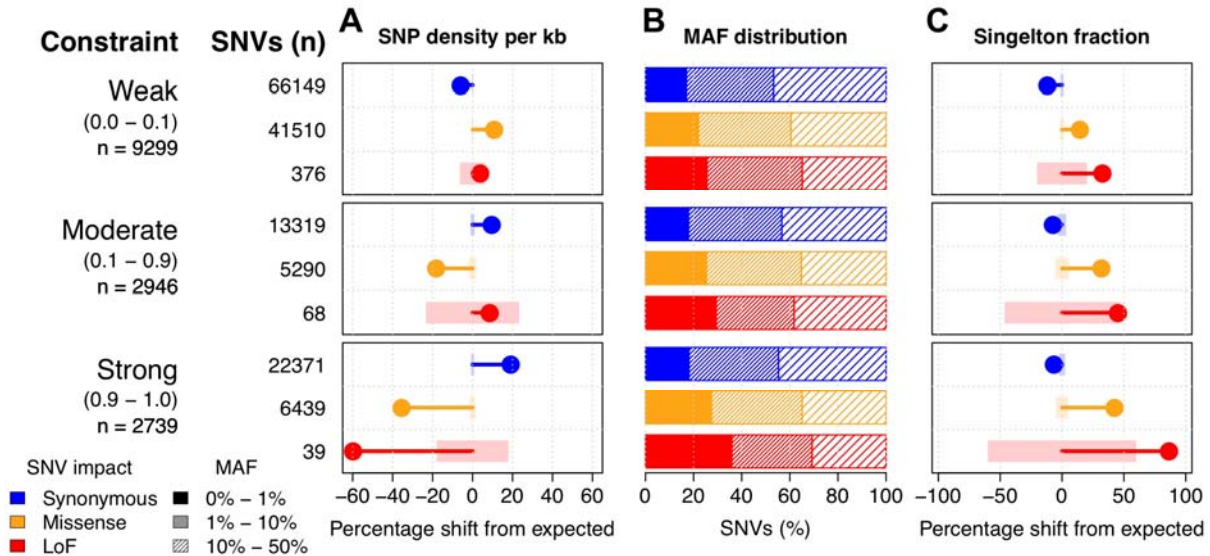 Constraint SNVs (n) A SNP density per kb B MAF distribution C Singelton fraction
Weak
(0.0 − 0.1)
n = 9299
66149
41510
376
Moderate
(0.1 − 0.9)
n = 2946
13319
5290
68
Strong
(0.9 − 1.0)
n = 2739
22371
6439
39
SNV impact
Synonymous
Missense
LoF
MAF
0% − 1%
1% − 10%
10% − 50%
−60 −40 −20 0 20 40 60
Percentage shift from expected
0 20 40 60 80 100
SNVs (%)
−100 −50 0 50 100
Percentage shift from expected